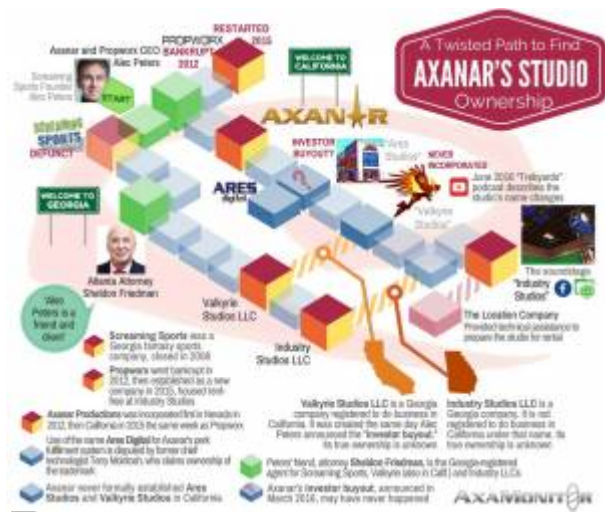 A Twisted Path to Find
AXANAR'S STUDIO
Ownership
RESTARTED
2015
PROPWORX
BANKRUPT
2012
Axanar and Propworx CEO
Alec Peters
Screaming
Sports Founder
Alec Peters
START
WELCOME TO
CALIFORNIA
AXANAR
SPORTS
DEFUNCT
INVESTOR
BUYOUT?
"Ares
Studios"
NEVER
INCORPORATED
June 2016 "Trekyards"
podcast describes the
studio's name changes
WELCOME TO
GEORGIA
ARES
digital
"Valkyrie
Studios"
Atlanta Attorney
Sheldon Friedman
The soundstage
"Industry
Studios"
Alec
Peters is a
friend and
client!
Valkyrie
Studios LLC
Industry
Studios LLC
The Location Company
Provided technical assistance to
prepare the studio for rental
Screaming Sports was a
Georgia fantasy sports
company, closed in
Propworx went bankrupt in
2012, then established as a new
company in 2015, housed
at Industry Studios
Axanar Productions was incorporated first in Nevada in
2012, then California in 2015 the same week as Propworx
Use of the name Ares Digital for Axanar's perk
fulfillment system is disputed by former chief
technologist Terry McIntosh, who claims ownership of
the trademark
Axanar never formally established Ares
Studios and Valkyrie Studios in California
Valkyrie Studios LLC is a Georgia
company registered to do business in
California. It was created the same day Alec
Peters announced the "investor buyout."
Its true ownership is unknown
Industry Studios LLC is a
Georgia company. It is not
registered to do business in
California under that name. Its
true ownership is unknown
Peters' friend, attorney Sheldon Friedman, is the Georgia-registered
agent for Screaming Sports, Valkyrie (also in Calif.) and Industry LLCs
Axanar's investor buyout, announced in
March 2016, may have never happened
AXAMONITOR